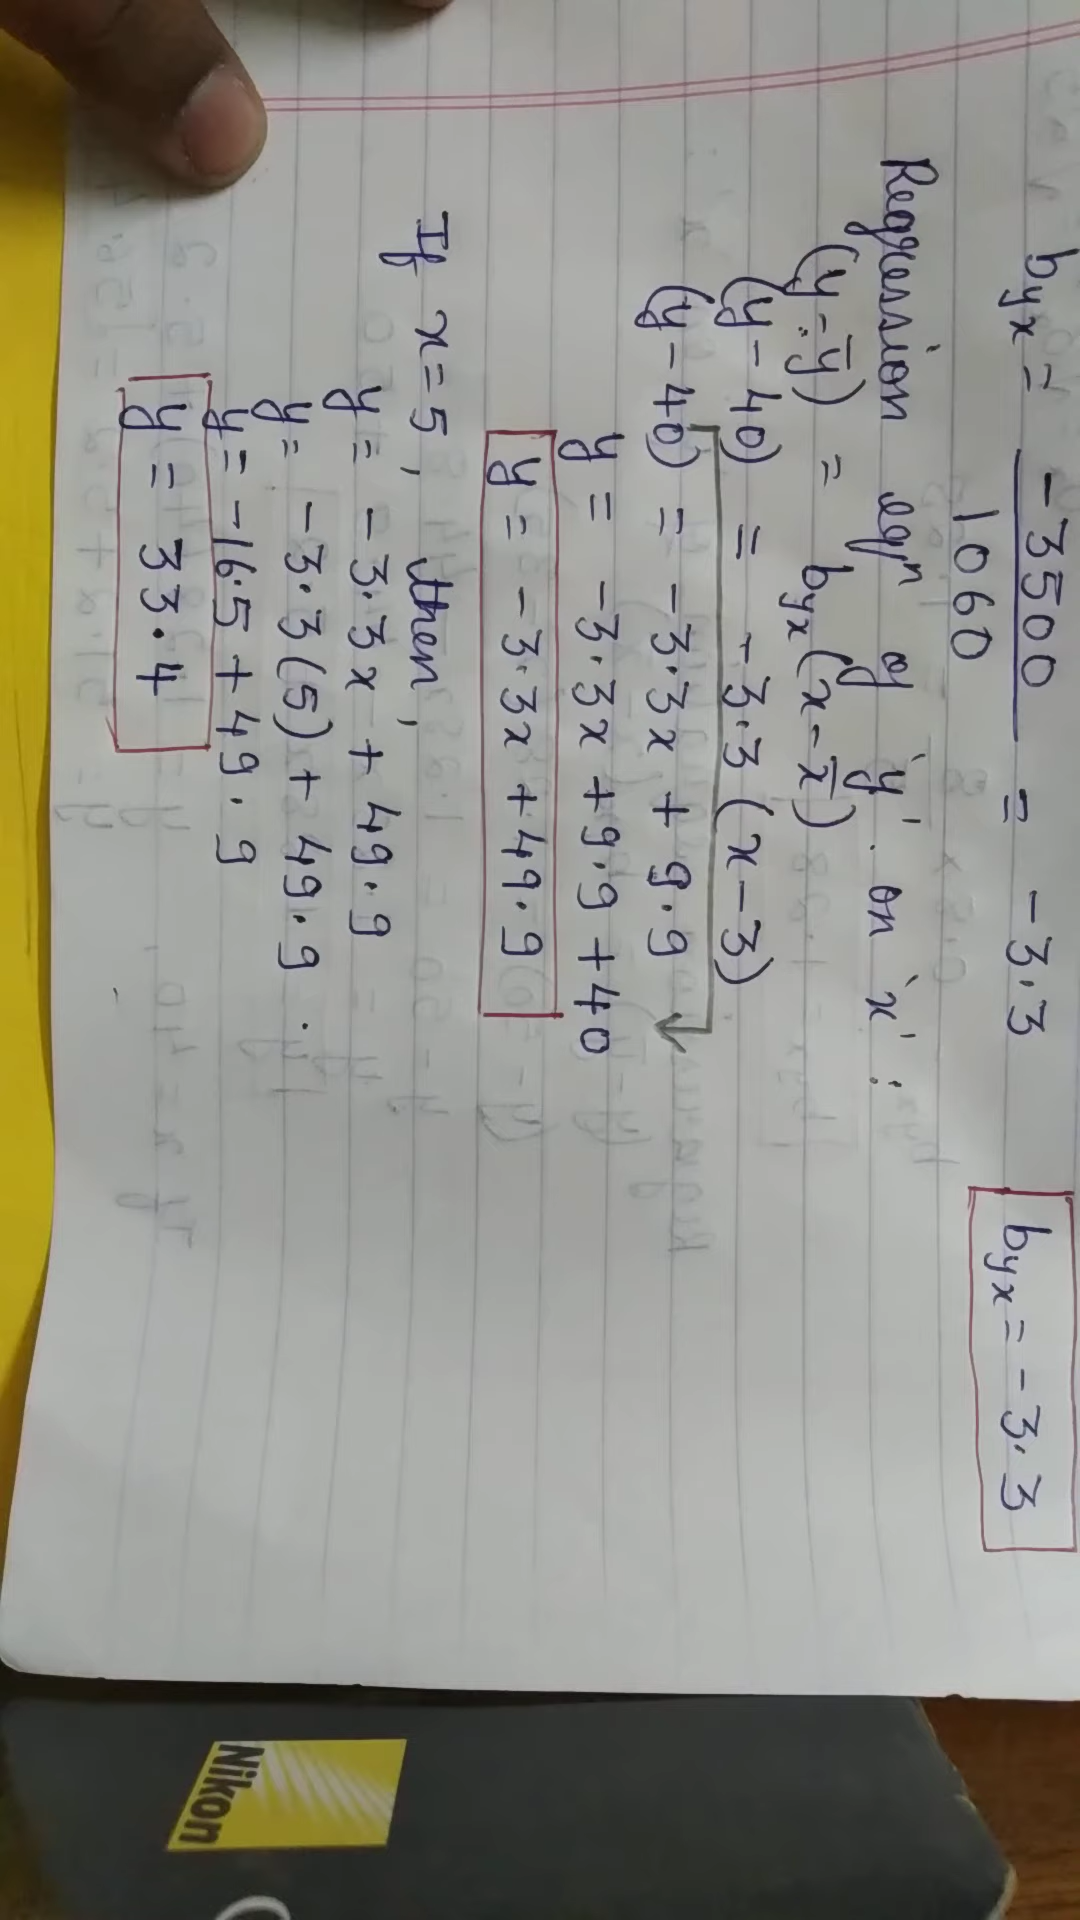 byx = -3500 / 1060 = -3.3
byx = -3.3
Regression eqn of 'y' on 'x' :
(y - ȳ) = byx (x - x̄)
(y - 40) = -3.3 (x - 3)
(y - 40) = -3.3x + 9.9
y = -3.3x + 9.9 + 40
y = -3.3x + 49.9
If x = 5, then,
y = -3.3x + 49.9
y = -3.3(5) + 49.9
y = -16.5 + 49.9
y = 33.4
Nikon